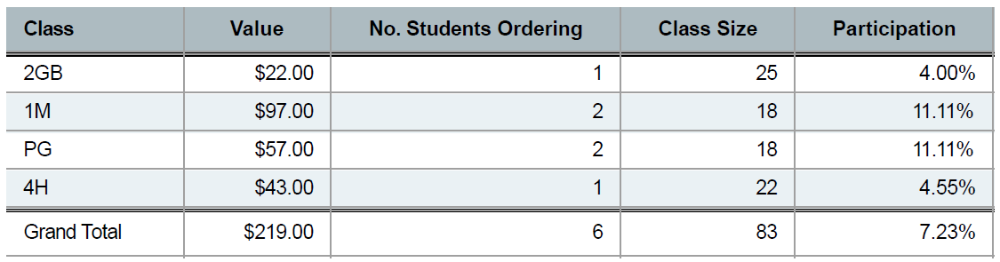 Class Value No. Students Ordering Class Size Participation
2GB $22.00 1 25 4.00%
1M $97.00 2 18 11.11%
PG $57.00 2 18 11.11%
4H $43.00 1 22 4.55%
Grand Total $219.00 6 83 7.23%